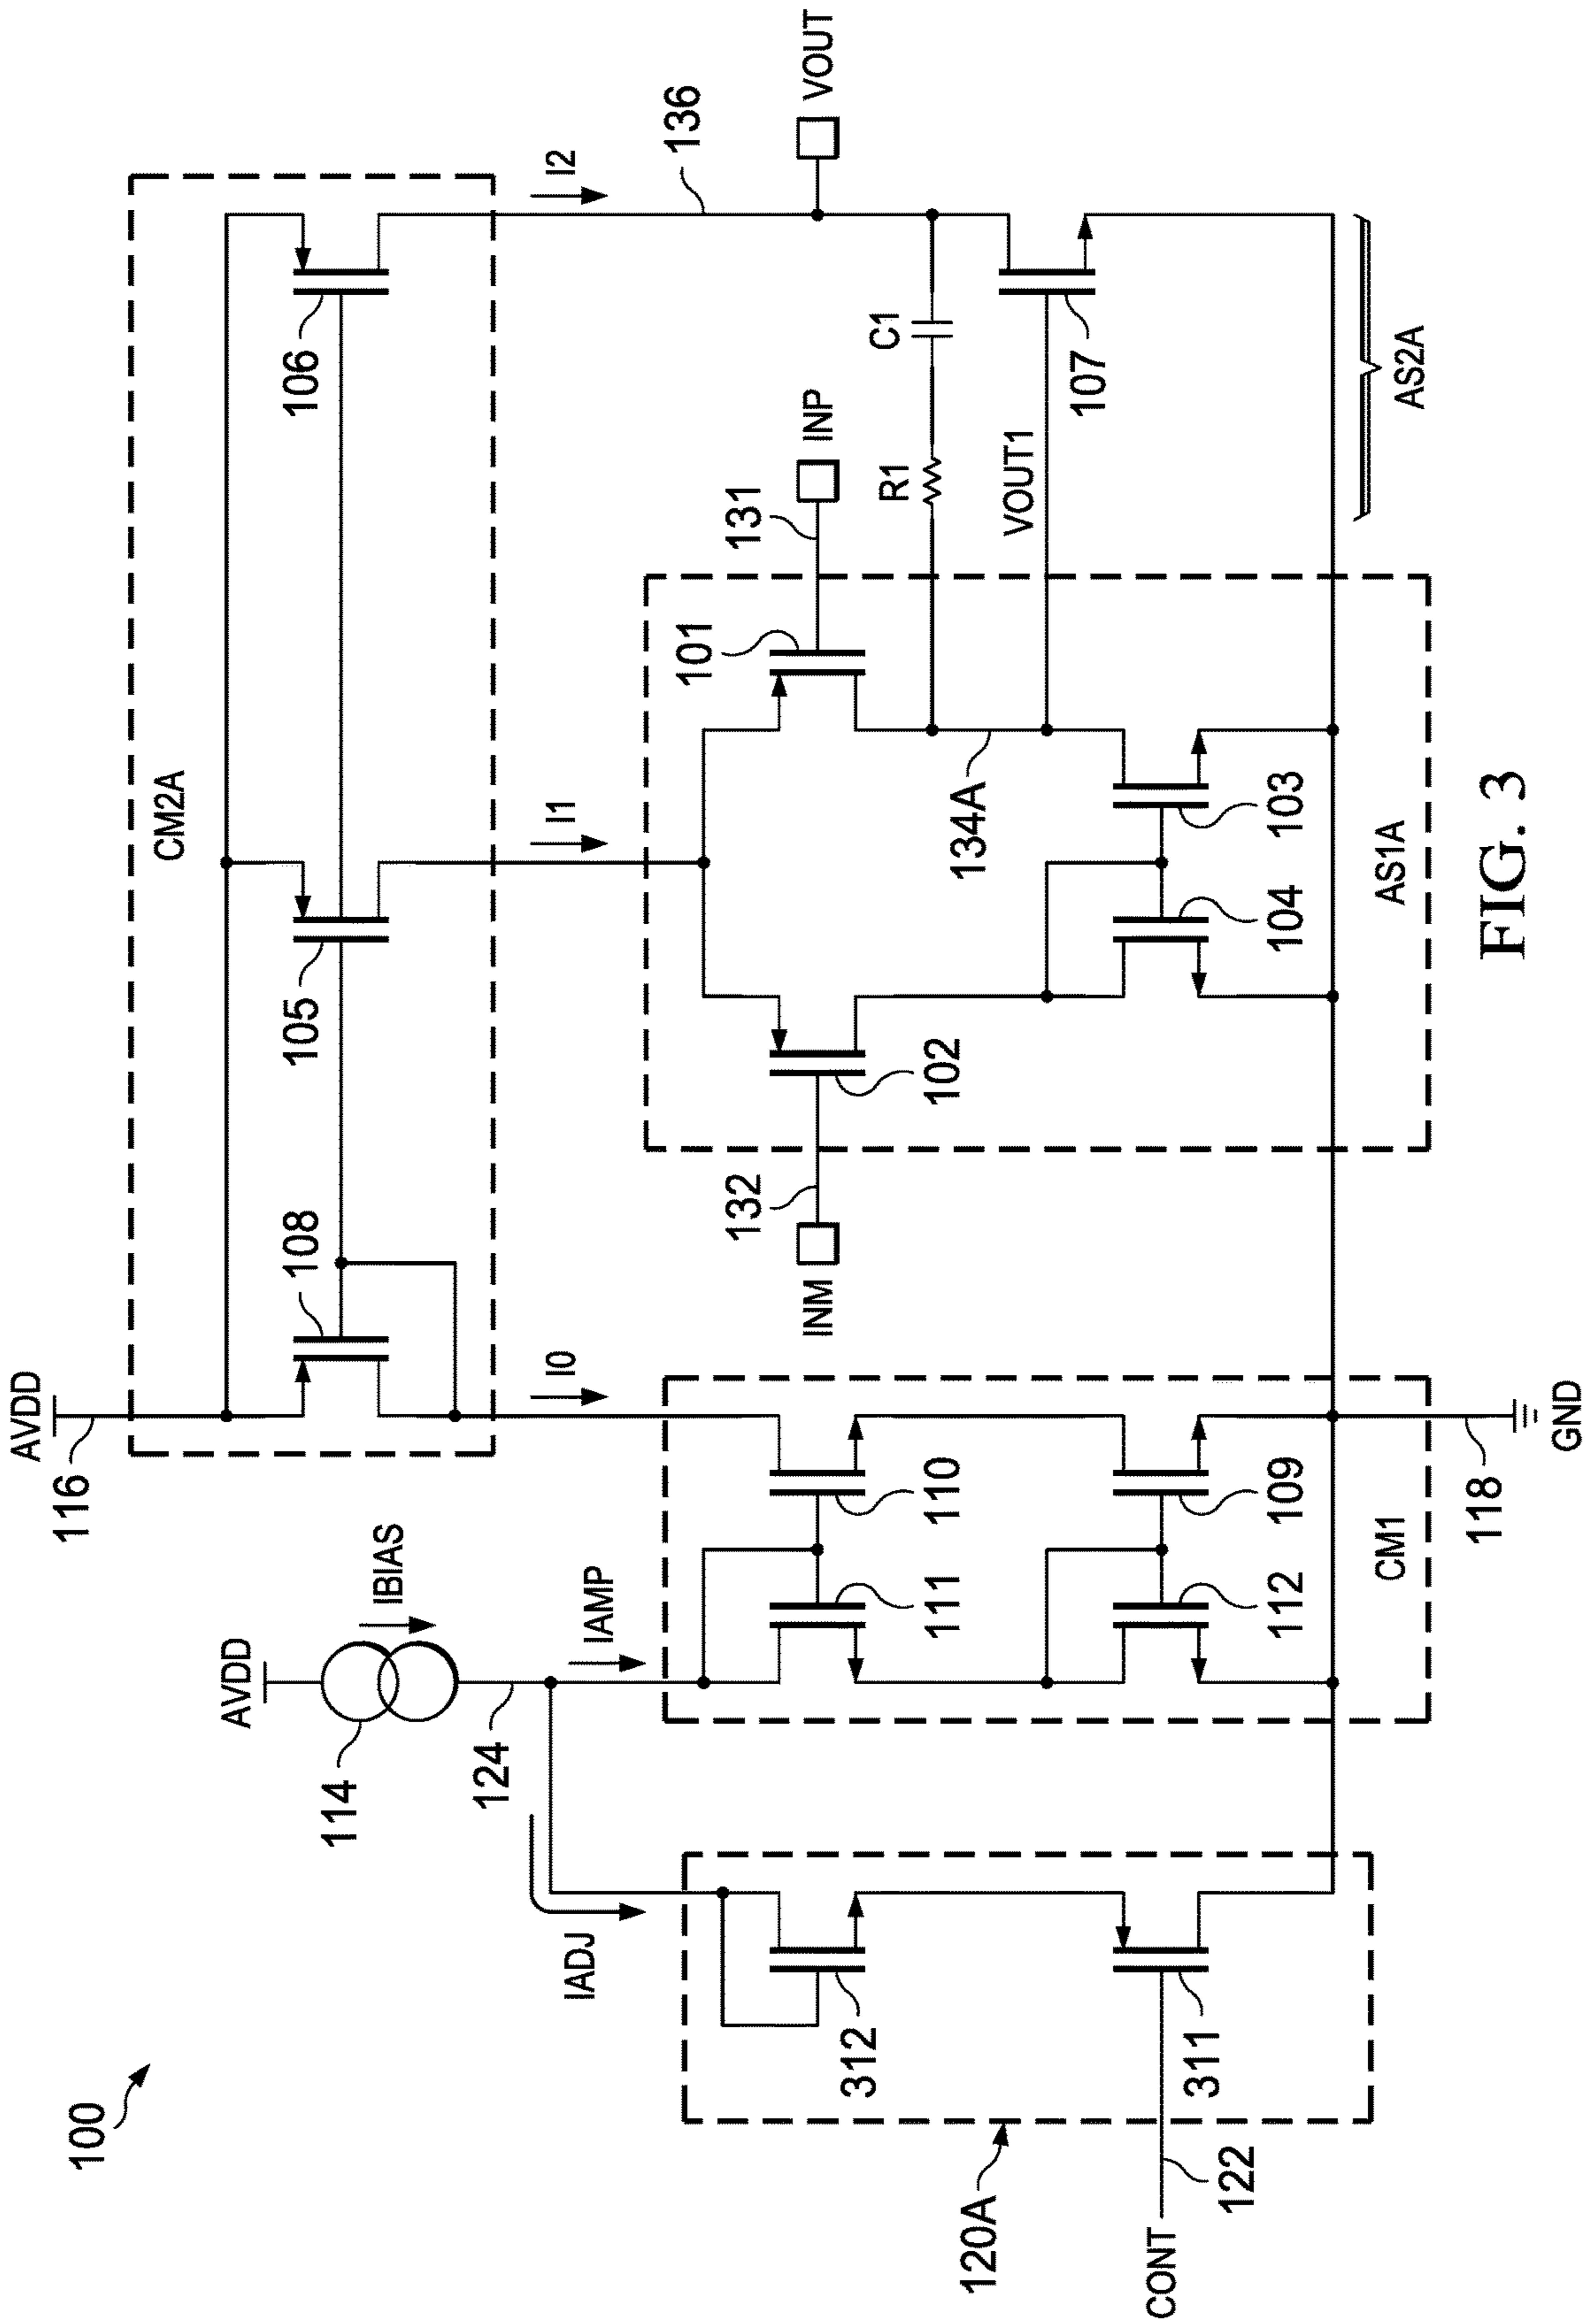 100
AVDD
116
CM2A
108
105
106
I0
I1
I2
136
VOUT
AVDD
114
IBIAS
124
IAMP
IADJ
INM
132
INP
131
101
102
R1
C1
VOUT1
134A
107
103
104
AS1A
AS2A
110
111
109
112
CM1
118
GND
312
311
120A
122
CONT
FIG. 3